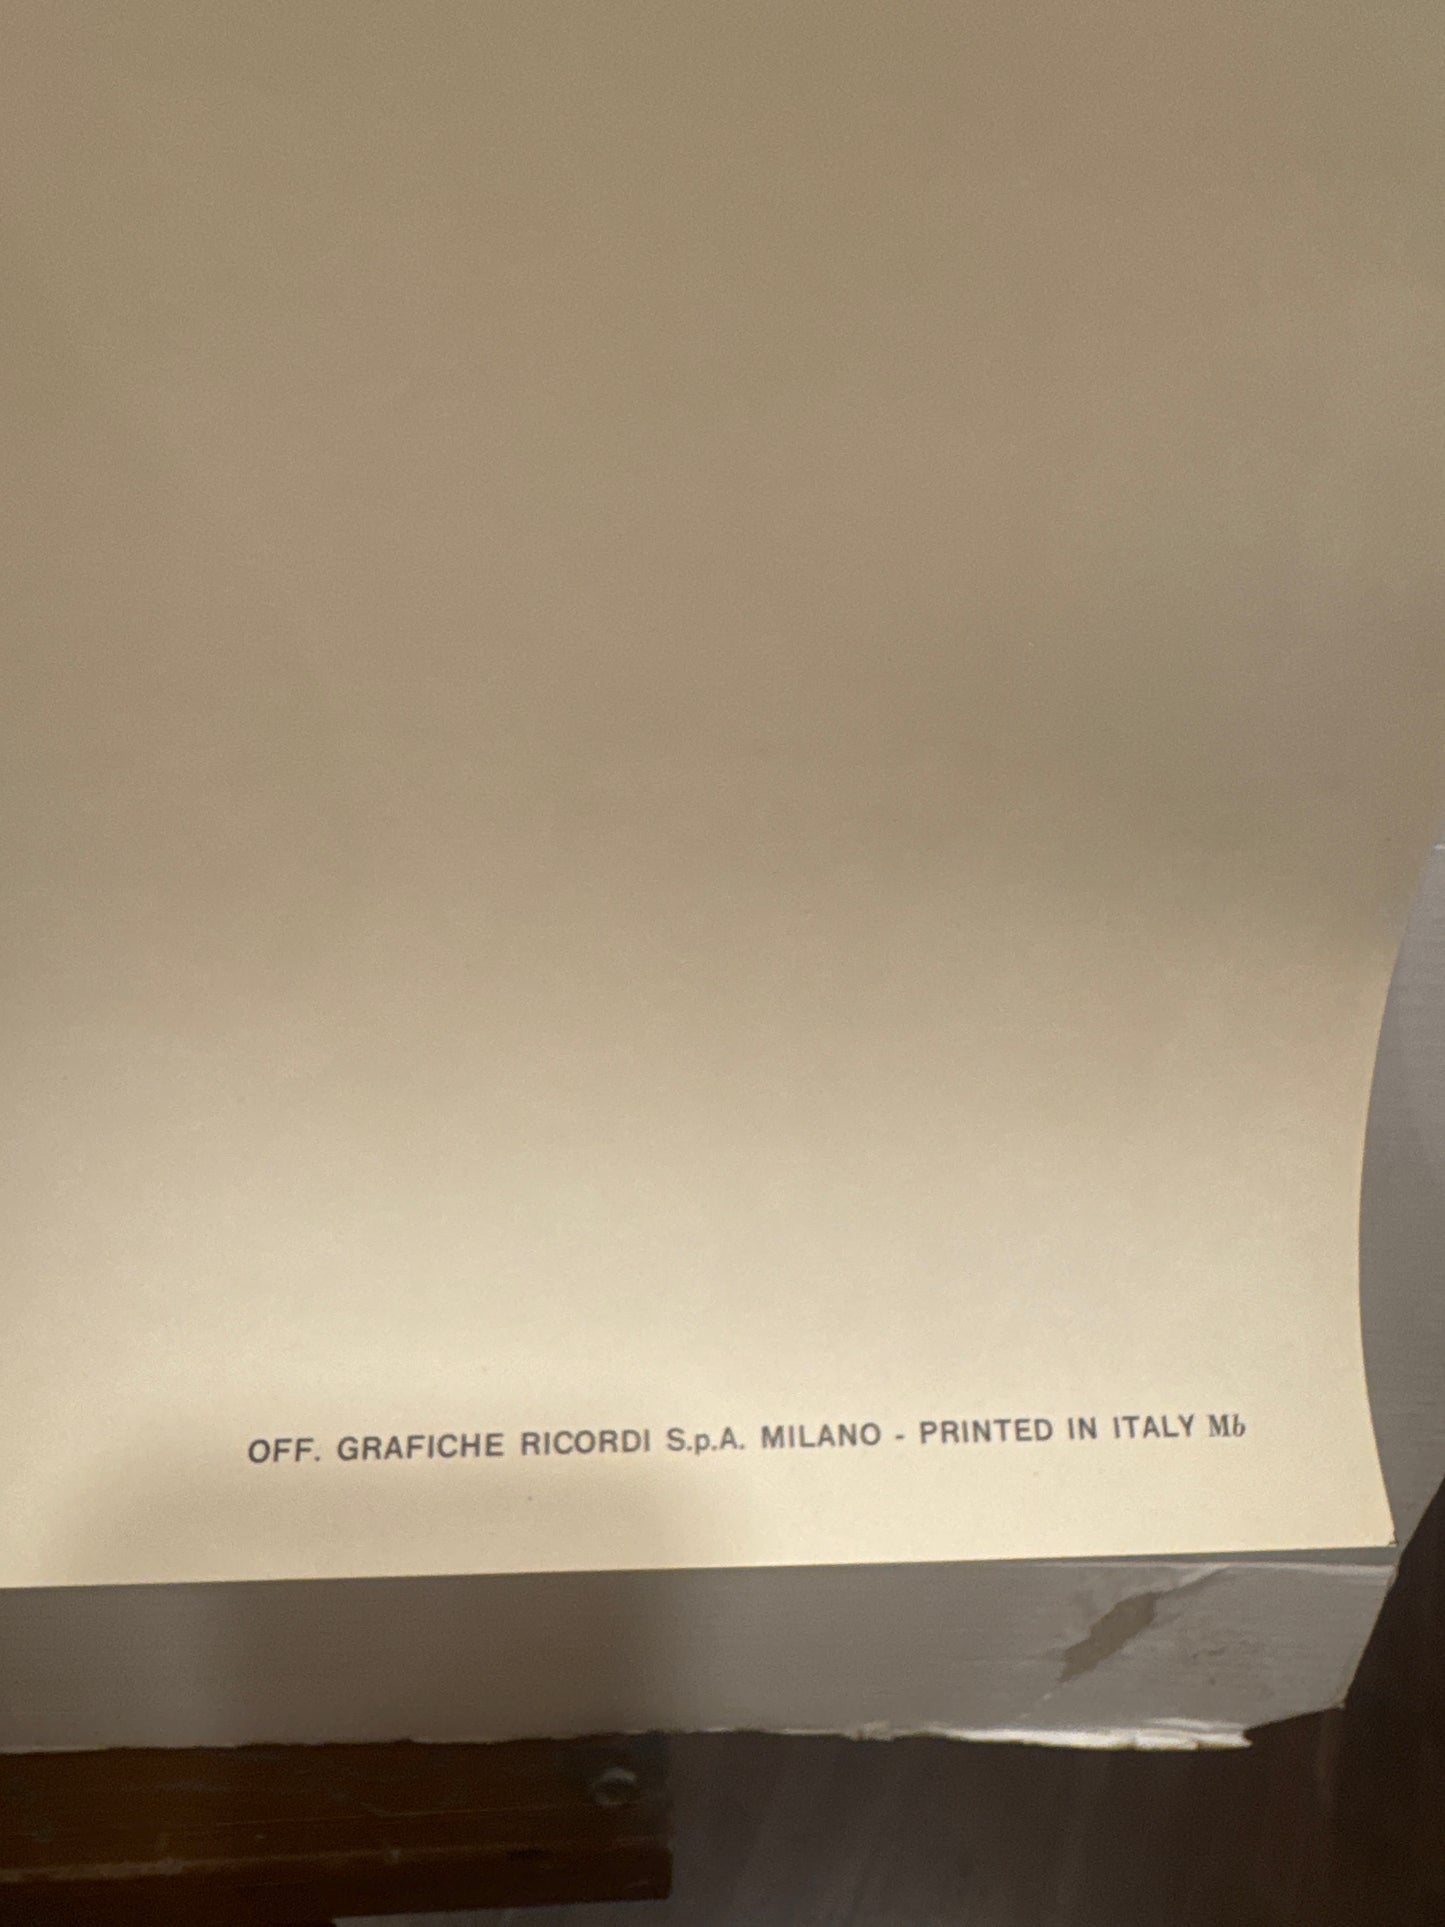 OFF. GRAFICHE RICORDI S.p.A. MILANO - PRINTED IN ITALY Mb